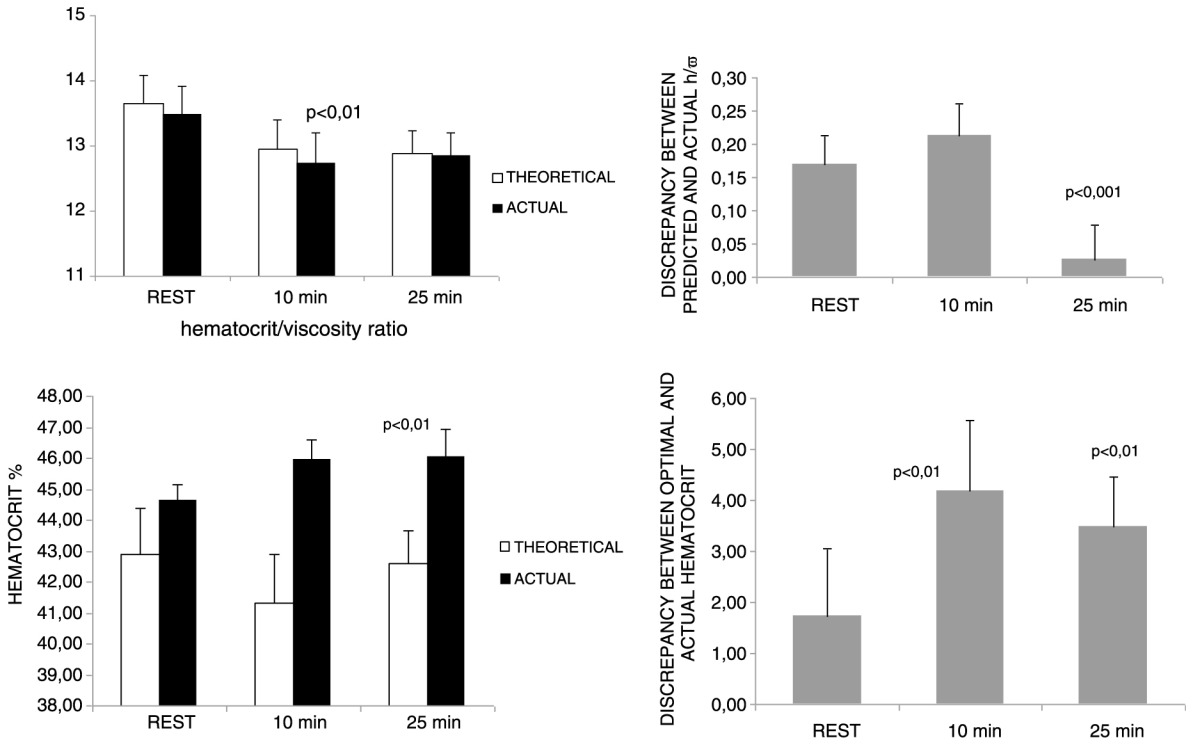 15
14
13
12
11
p<0,01
THEORETICAL
ACTUAL
REST
10 min
25 min
hematocrit/viscosity ratio
DISCREPANCY BETWEEN
PREDICTED AND ACTUAL h/ϖ
0,30
0,25
0,20
0,15
0,10
0,05
0,00
p<0,001
REST
10 min
25 min
HEMATOCRIT %
48,00
47,00
46,00
45,00
44,00
43,00
42,00
41,00
40,00
39,00
38,00
p<0,01
THEORETICAL
ACTUAL
REST
10 min
25 min
DISCREPANCY BETWEEN OPTIMAL AND
ACTUAL HEMATOCRIT
6,00
5,00
4,00
3,00
2,00
1,00
0,00
p<0,01
p<0,01
REST
10 min
25 min